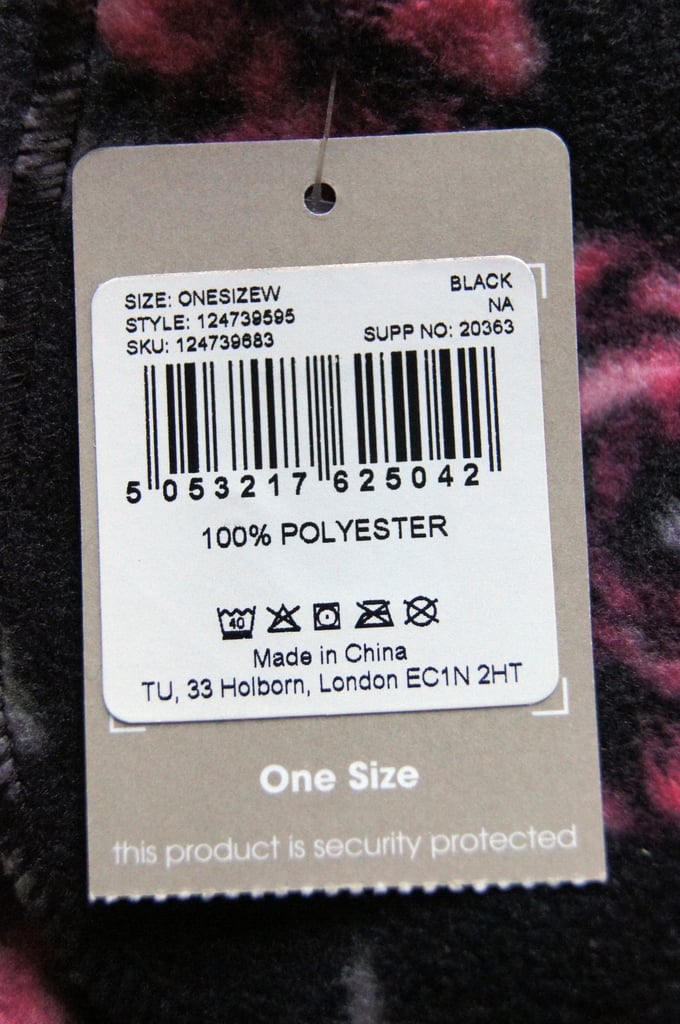 SIZE: ONESIZEW
BLACK
STYLE: 124739595
NA
SKU: 124739683
SUPP NO: 20363
5 053217 625042
100% POLYESTER
40
Made in China
TU, 33 Holborn, London EC1N 2HT
One Size
this product is security protected